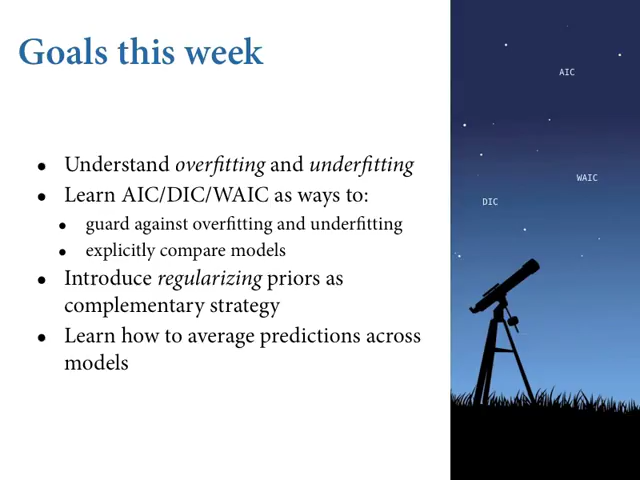 Goals this week
• Understand overfitting and underfitting
• Learn AIC/DIC/WAIC as ways to:
• guard against overfitting and underfitting
• explicitly compare models
• Introduce regularizing priors as
complementary strategy
• Learn how to average predictions across
models
AIC
WAIC
DIC